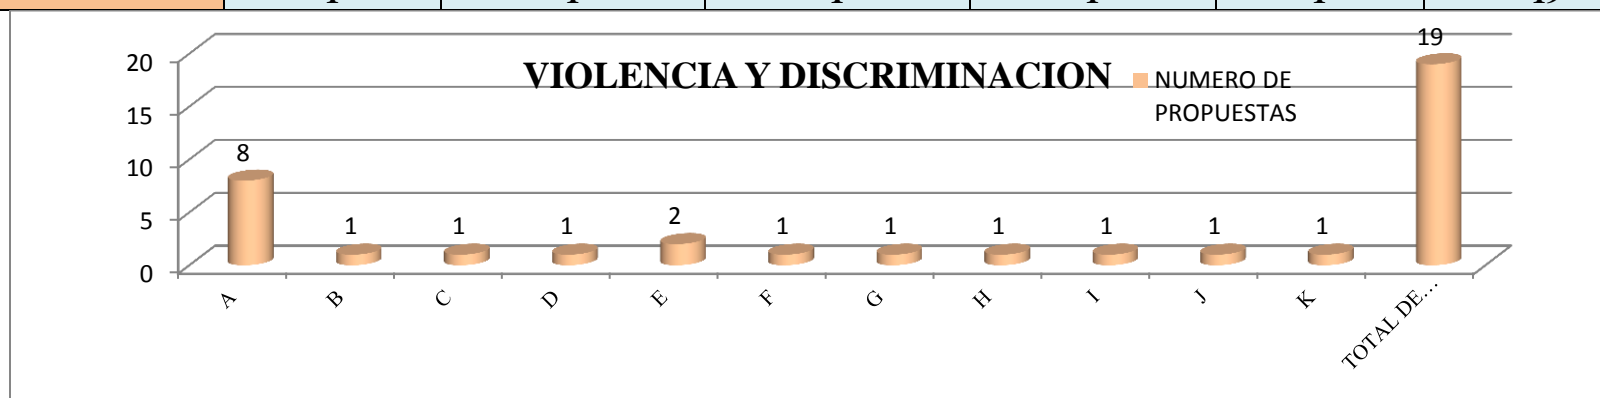 19
20
VIOLENCIA Y DISCRIMINACION
NUMERO DE
PROPUESTAS
15
8
10
5
1
1
1
2
1
1
1
1
1
1
0
A
B
C
D
E
F
G
H
I
J
K
TOTAL DE…